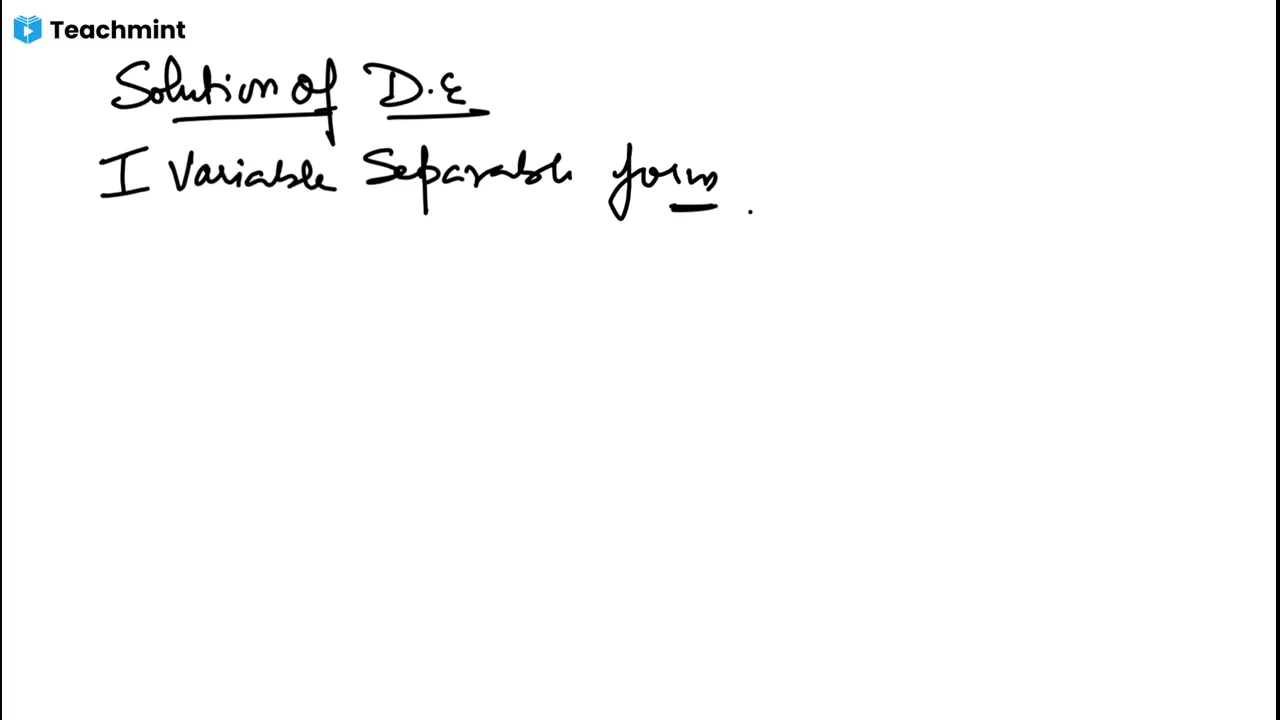 Teachmint
Solution of D.E
I Variable Separable form.